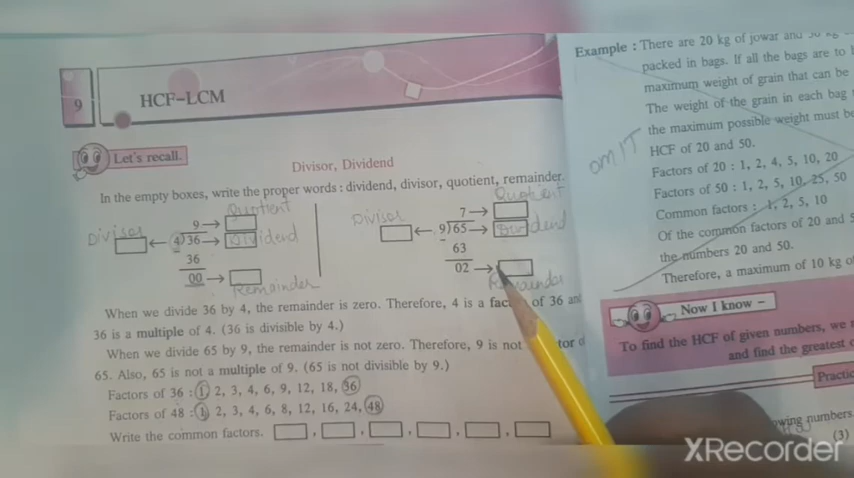 9
HCF–LCM
Let's recall.
Divisor, Dividend
In the empty boxes, write the proper words : dividend, divisor, quotient, remainder.
Quotient
9
Divisor
4)36
Dividend
36
00
Remainder
Quotient
7
Divisor
9)65
Dividend
63
02
Remainder
When we divide 36 by 4, the remainder is zero. Therefore, 4 is a factor of 36 and
36 is a multiple of 4. (36 is divisible by 4.)
When we divide 65 by 9, the remainder is not zero. Therefore, 9 is not
65. Also, 65 is not a multiple of 9. (65 is not divisible by 9.)
Factors of 36 : 1, 2, 3, 4, 6, 9, 12, 18, 36
Factors of 48 : 1, 2, 3, 4, 6, 8, 12, 16, 24, 48
Write the common factors. , , , , ,
Example : There are 20 kg of jowar and 50 kg
packed in bags. If all the bags are to
maximum weight of grain that can be
The weight of the grain in each bag
the maximum possible weight must be
OMIT
HCF of 20 and 50.
Factors of 20 : 1, 2, 4, 5, 10, 20
Factors of 50 : 1, 2, 5, 10, 25, 50
Common factors : 1, 2, 5, 10
Of the common factors of 20 and
the numbers 20 and 50.
Therefore, a maximum of 10 kg of
Now I know –
To find the HCF of given numbers, we
and find the greatest
Practic
owing numbers.
(3)
XRecorder